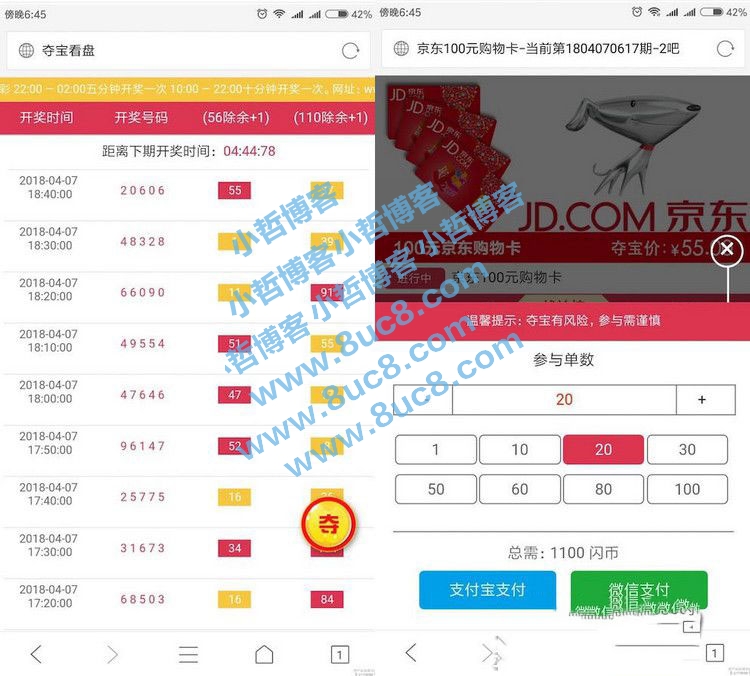 傍晚6:45
42%
夺宝看盘
彩 22:00 — 02:00五分钟开奖一次 10:00 — 22:00十分钟开奖一次。网址:
开奖时间 开奖号码 (56除余+1) (110除余+1)
距离下期开奖时间: 04:44:78
2018-04-07
18:40:00
20606 55
2018-04-07
18:30:00
48328 39
2018-04-07
18:20:00
66090 11 91
2018-04-07
18:10:00
49554 51 55
2018-04-07
18:00:00
47646 47
2018-04-07
17:50:00
96147 52
2018-04-07
17:40:00
25775 16
2018-04-07
17:30:00
31673 34
2018-04-07
17:20:00
68503 16 84
夺
1
傍晚6:45
42%
京东100元购物卡-当前第1804070617期-2吧
JD.COM
JD.COM 京东
100元京东购物卡 夺宝价: ¥55.0
进行中 京东100元购物卡
温馨提示: 夺宝有风险, 参与需谨慎
参与单数
- 20 +
1 10 20 30
50 60 80 100
总需: 1100 闪币
支付宝支付 微信支付
1
小哲博客
小哲博客
小哲博客
www.8uc8.com
www.8uc8.com
www.8uc8.com